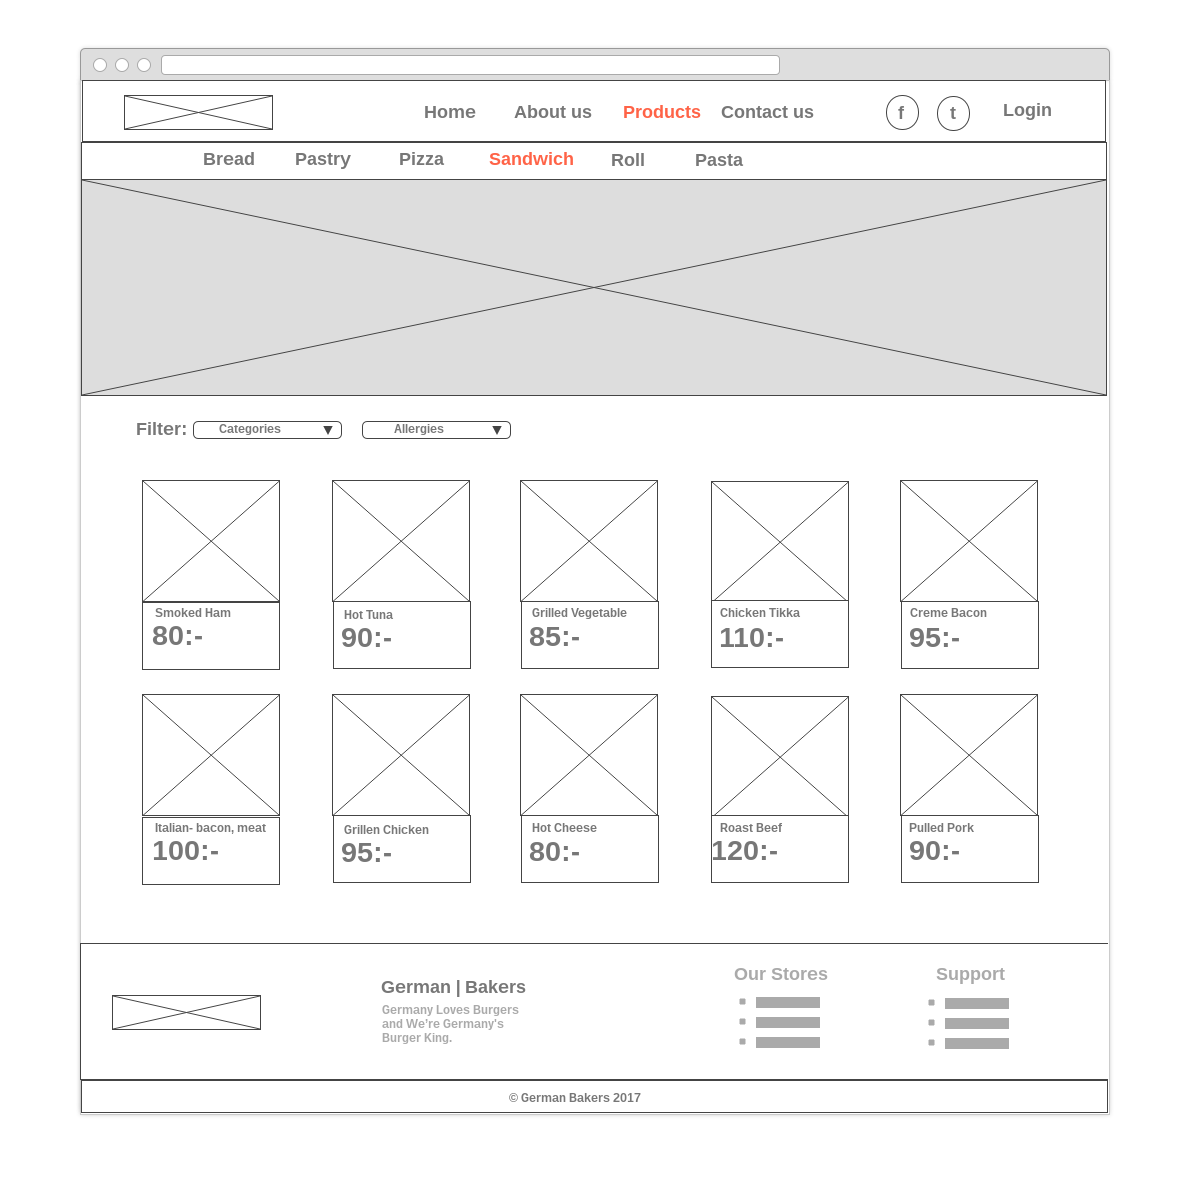 Home About us Products Contact us f t Login
Bread Pastry Pizza Sandwich Roll Pasta
Filter: Categories Allergies
Smoked Ham Hot Tuna Grilled Vegetable Chicken Tikka Creme Bacon
80:- 90:- 85:- 110:- 95:-
Italian- bacon, meat Grillen Chicken Hot Cheese Roast Beef Pulled Pork
100:- 95:- 80:- 120:- 90:-
German | Bakers
Germany Loves Burgers
and We're Germany's
Burger King.
Our Stores
Support
© German Bakers 2017